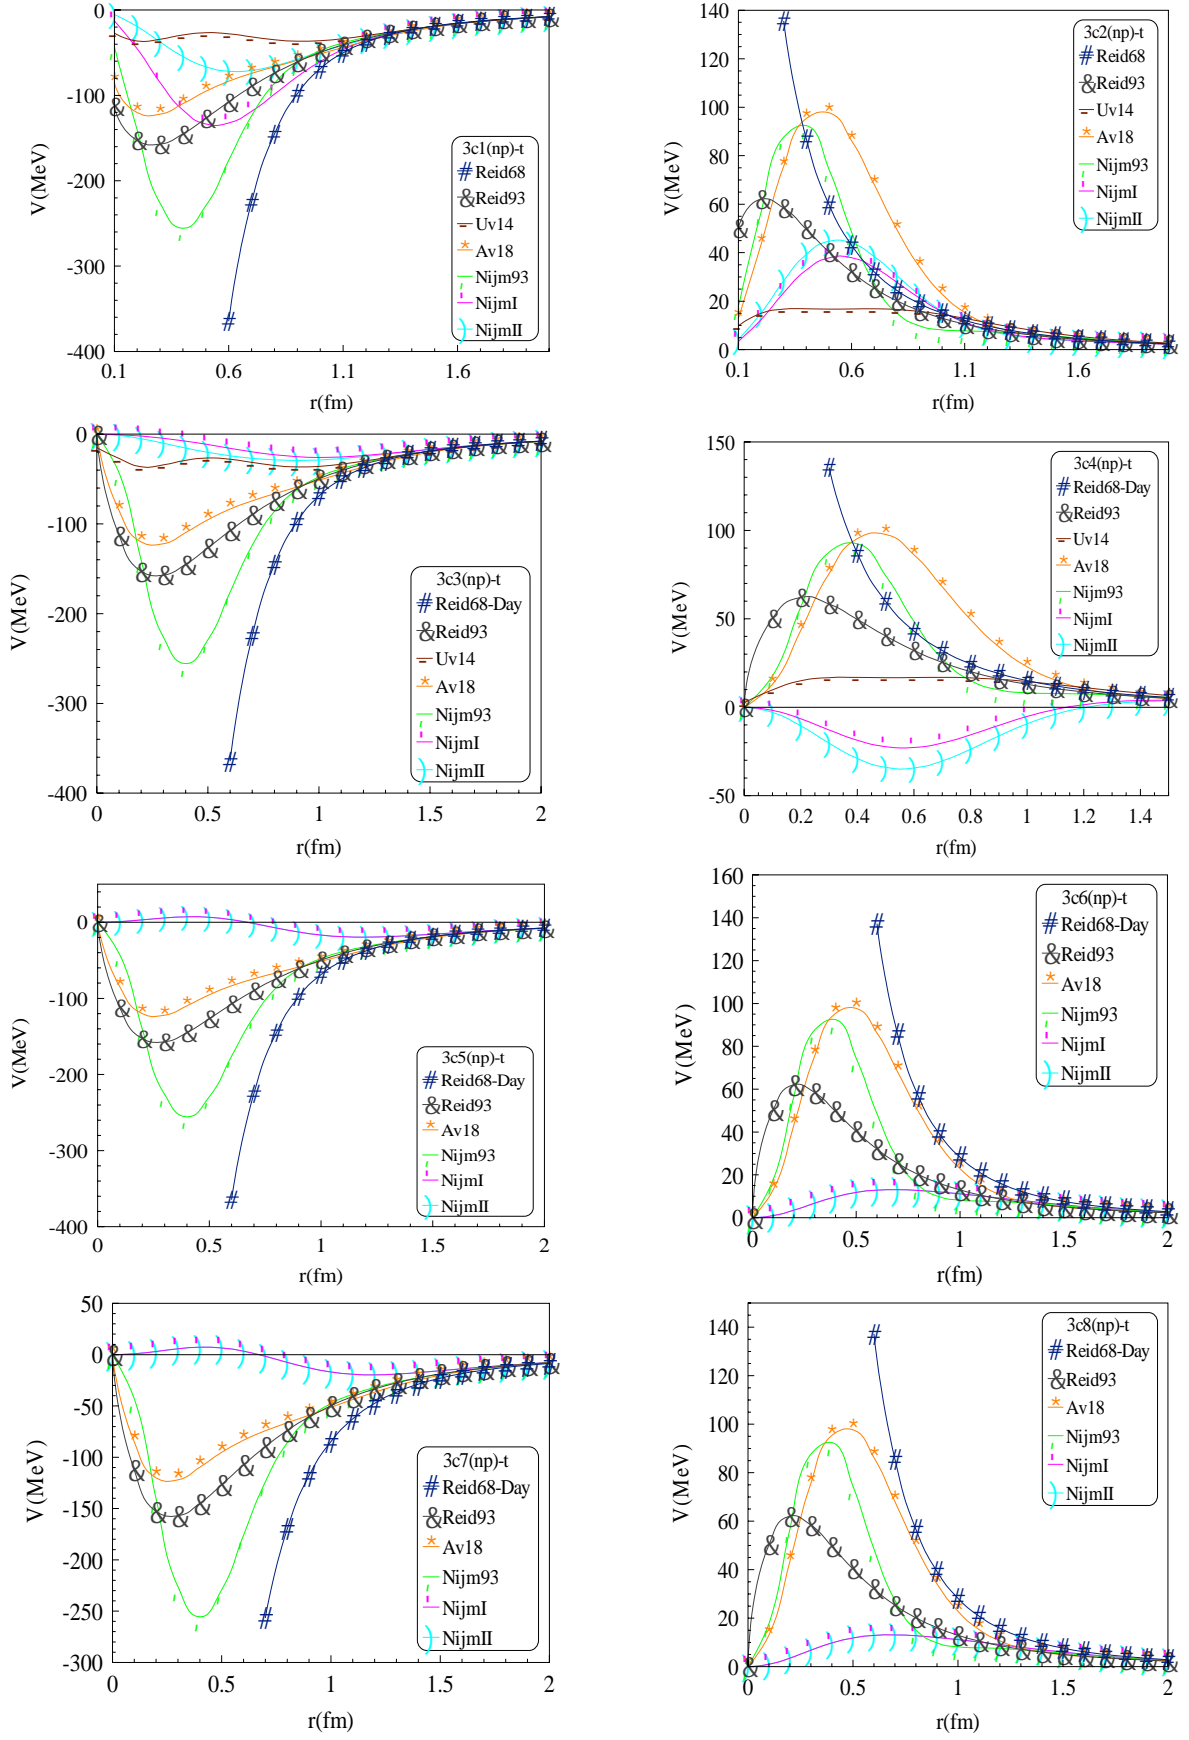 0
-100
-200
-300
-400
V(MeV)
0.1
0.6
1.1
1.6
r(fm)
3c1(np)-t
Reid68
Reid93
Uv14
Av18
Nijm93
NijmI
NijmII
140
120
100
80
60
40
20
0
V(MeV)
0.1
0.6
1.1
1.6
r(fm)
3c2(np)-t
Reid68
Reid93
Uv14
Av18
Nijm93
NijmI
NijmII
0
-100
-200
-300
-400
V(MeV)
0
0.5
1
1.5
2
r(fm)
3c3(np)-t
Reid68-Day
Reid93
Uv14
Av18
Nijm93
NijmI
NijmII
150
100
50
0
-50
V(MeV)
0
0.2
0.4
0.6
0.8
1
1.2
1.4
r(fm)
3c4(np)-t
Reid68-Day
Reid93
Uv14
Av18
Nijm93
NijmI
NijmII
0
-100
-200
-300
-400
V(MeV)
0
0.5
1
1.5
2
r(fm)
3c5(np)-t
Reid68-Day
Reid93
Av18
Nijm93
NijmI
NijmII
160
140
120
100
80
60
40
20
0
V(MeV)
0
0.5
1
1.5
2
r(fm)
3c6(np)-t
Reid68-Day
Reid93
Av18
Nijm93
NijmI
NijmII
50
0
-50
-100
-150
-200
-250
-300
V(MeV)
0
0.5
1
1.5
2
r(fm)
3c7(np)-t
Reid68-Day
Reid93
Av18
Nijm93
NijmI
NijmII
140
120
100
80
60
40
20
0
V(MeV)
0
0.5
1
1.5
2
r(fm)
3c8(np)-t
Reid68-Day
Reid93
Av18
Nijm93
NijmI
NijmII